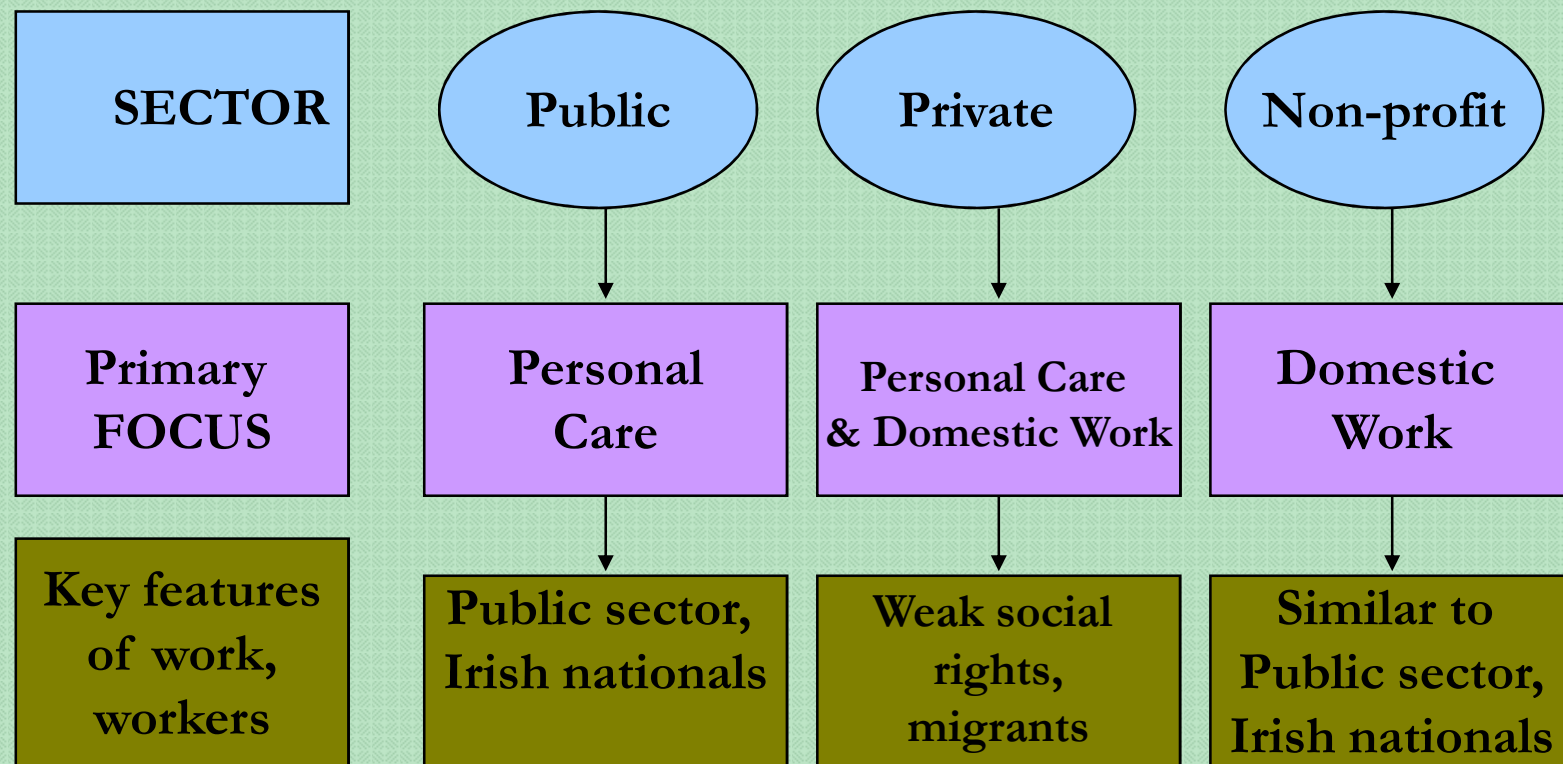 SECTOR
Public
Private
Non-profit
Primary
FOCUS
Personal
Care
Personal Care
& Domestic Work
Domestic
Work
Key features
of work,
workers
Public sector,
Irish nationals
Weak social
rights,
migrants
Similar to
Public sector,
Irish nationals